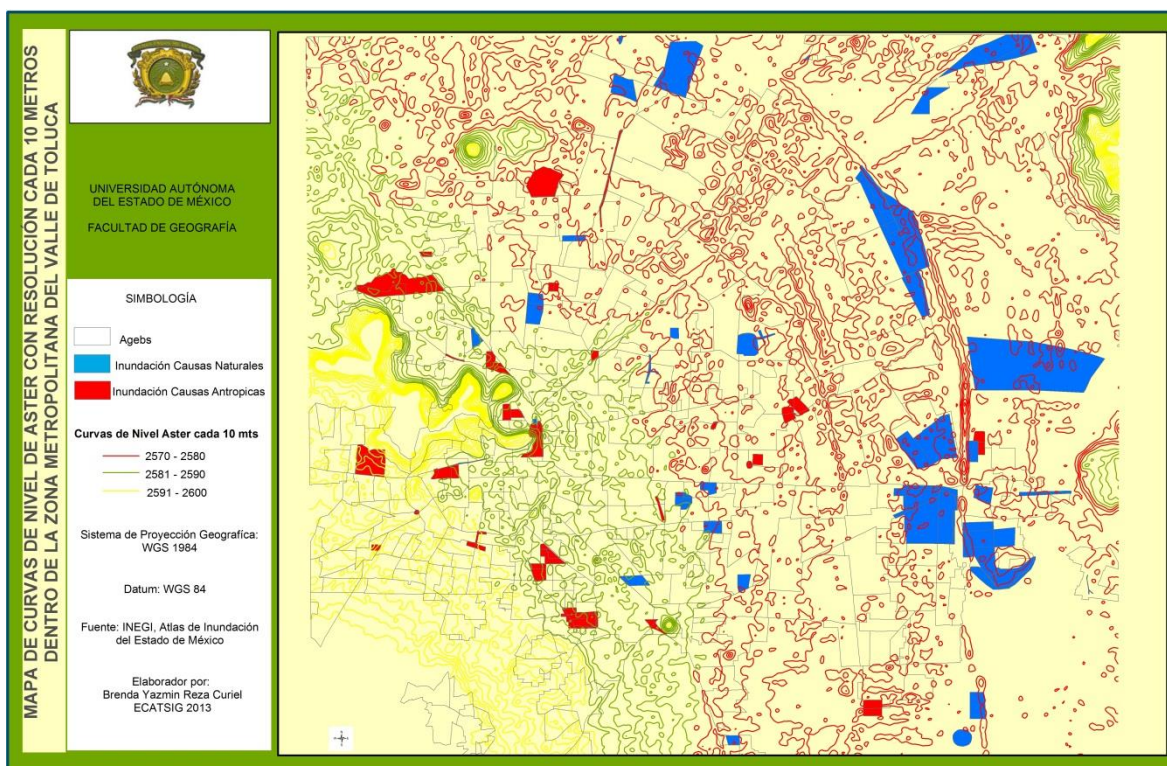 MAPA DE CURVAS DE NIVEL DE ASTER CON RESOLUCIÓN CADA 10 METROS
DENTRO DE LA ZONA METROPOLITANA DEL VALLE DE TOLUCA
UNIVERSIDAD AUTÓNOMA
DEL ESTADO DE MÉXICO
FACULTAD DE GEOGRAFÍA
SIMBOLOGÍA
Agebs
Inundación Causas Naturales
Inundación Causas Antropicas
Curvas de Nivel Aster cada 10 mts
2570 - 2580
2581 - 2590
2591 - 2600
Sistema de Proyección Geografíca:
WGS 1984
Datum: WGS 84
Fuente: INEGI, Atlas de Inundación
del Estado de México
Elaborador por:
Brenda Yazmin Reza Curiel
ECATSIG 2013